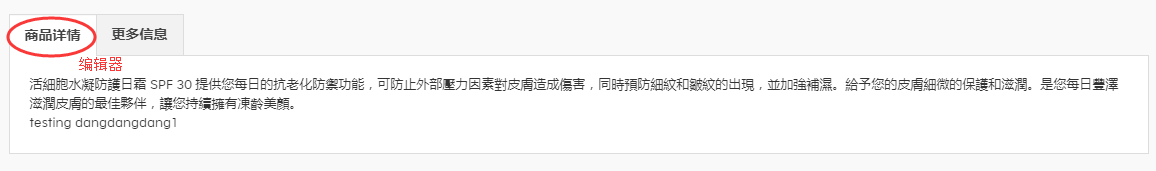 商品详情 更多信息
编辑器
活細胞水凝防護日霜 SPF 30 提供您每日的抗老化防禦功能，可防止外部壓力因素對皮膚造成傷害，同時預防細紋和皺紋的出現，並加強補濕。給予您的皮膚細微的保護和滋潤。是您每日豐澤
滋潤皮膚的最佳夥伴，讓您持續擁有凍齡美顏。
testing dangdangdang1